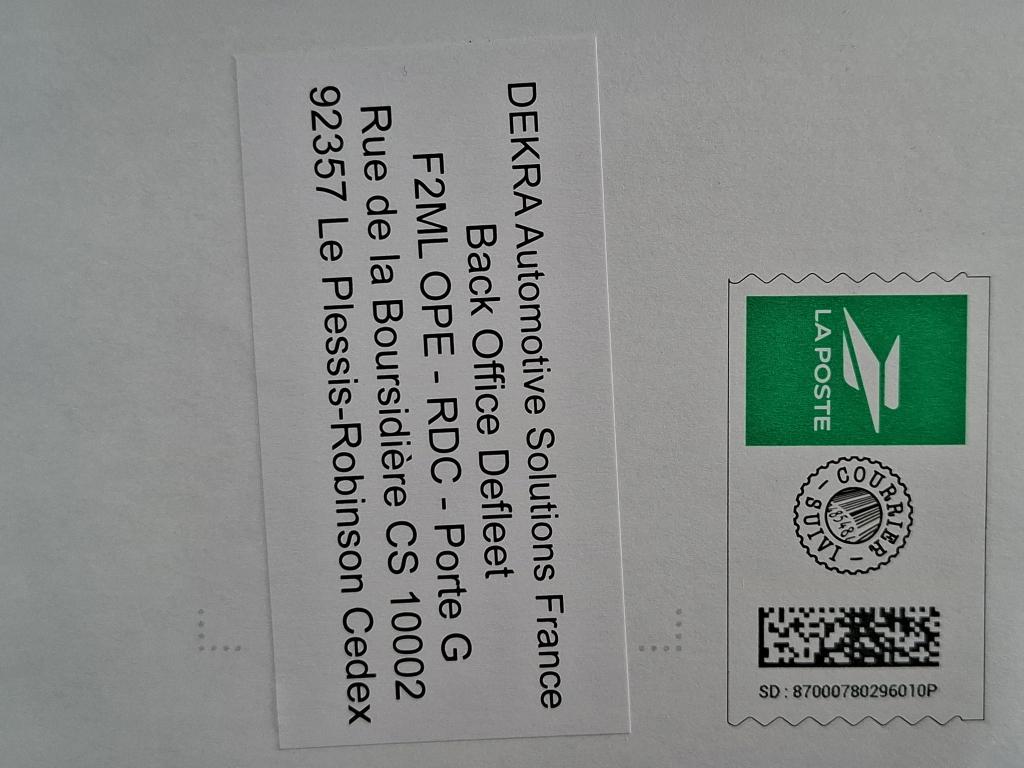 DEKRA Automotive Solutions France
Back Office Defleet
F2ML OPE - RDC - Porte G
Rue de la Boursidière CS 10002
92357 Le Plessis-Robinson Cedex
LA POSTE
COURRIER
SUIVI
SD : 87000780296010P